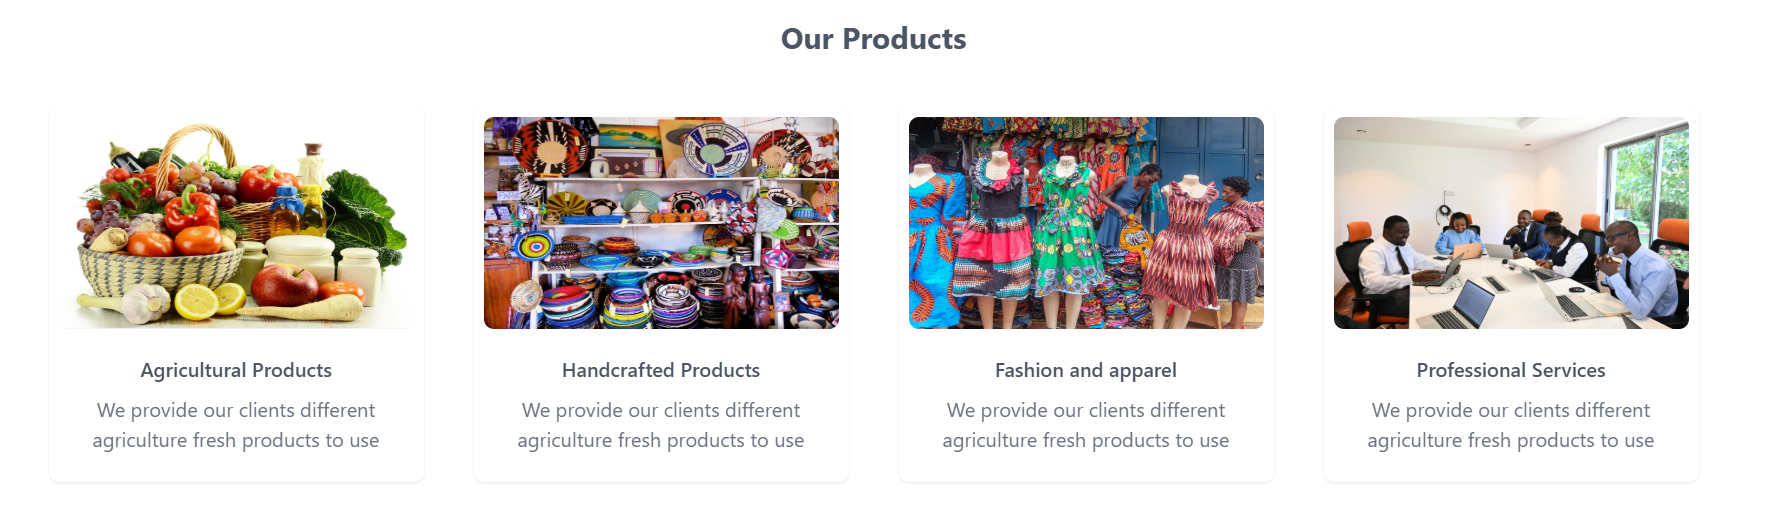 Our Products
Agricultural Products
We provide our clients different
agriculture fresh products to use
Handcrafted Products
We provide our clients different
agriculture fresh products to use
Fashion and apparel
We provide our clients different
agriculture fresh products to use
Professional Services
We provide our clients different
agriculture fresh products to use